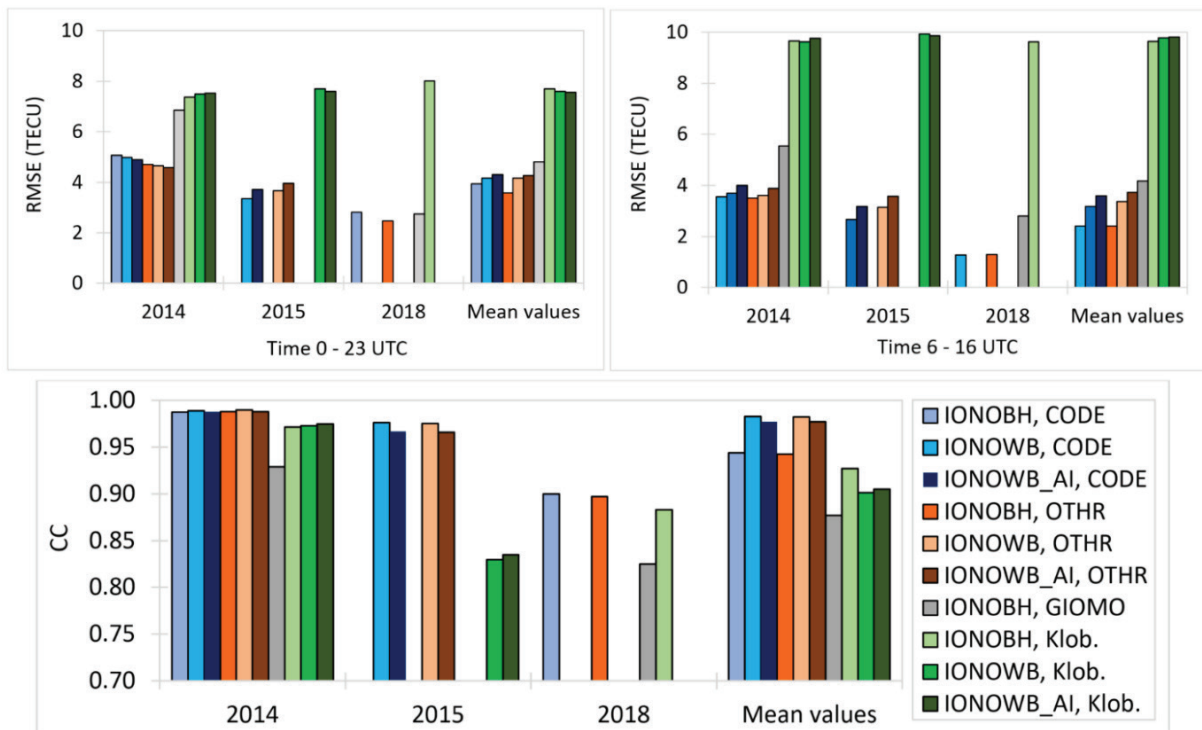 RMSE (TECU)
10
8
6
4
2
0
2014 2015 2018 Mean values
Time 0 - 23 UTC
RMSE (TECU)
10
8
6
4
2
0
2014 2015 2018 Mean values
Time 6 - 16 UTC
CC
1.00
0.95
0.90
0.85
0.80
0.75
0.70
2014 2015 2018 Mean values
IONOBH, CODE
IONOWB, CODE
IONOWB_AI, CODE
IONOBH, OTHR
IONOWB, OTHR
IONOWB_AI, OTHR
IONOBH, GIOMO
IONOBH, Klob.
IONOWB, Klob.
IONOWB_AI, Klob.